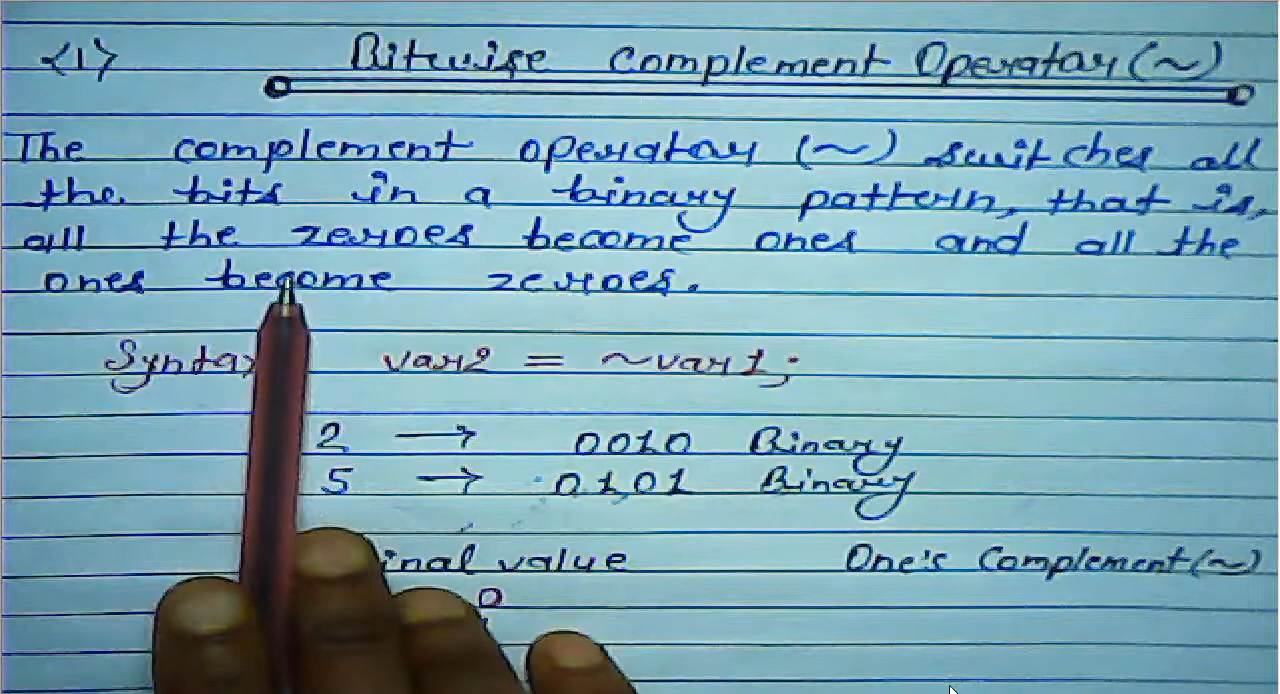 <1> Bitwise Complement Operator (~)
The complement operator (~) switches all
the bits in a binary pattern, that is,
all the zeroes become ones and all the
ones become zeroes.
Syntax var2 = ~var1;
2 → 0010 Binary
5 → 0101 Binary
inal value One's Complement (~)
0